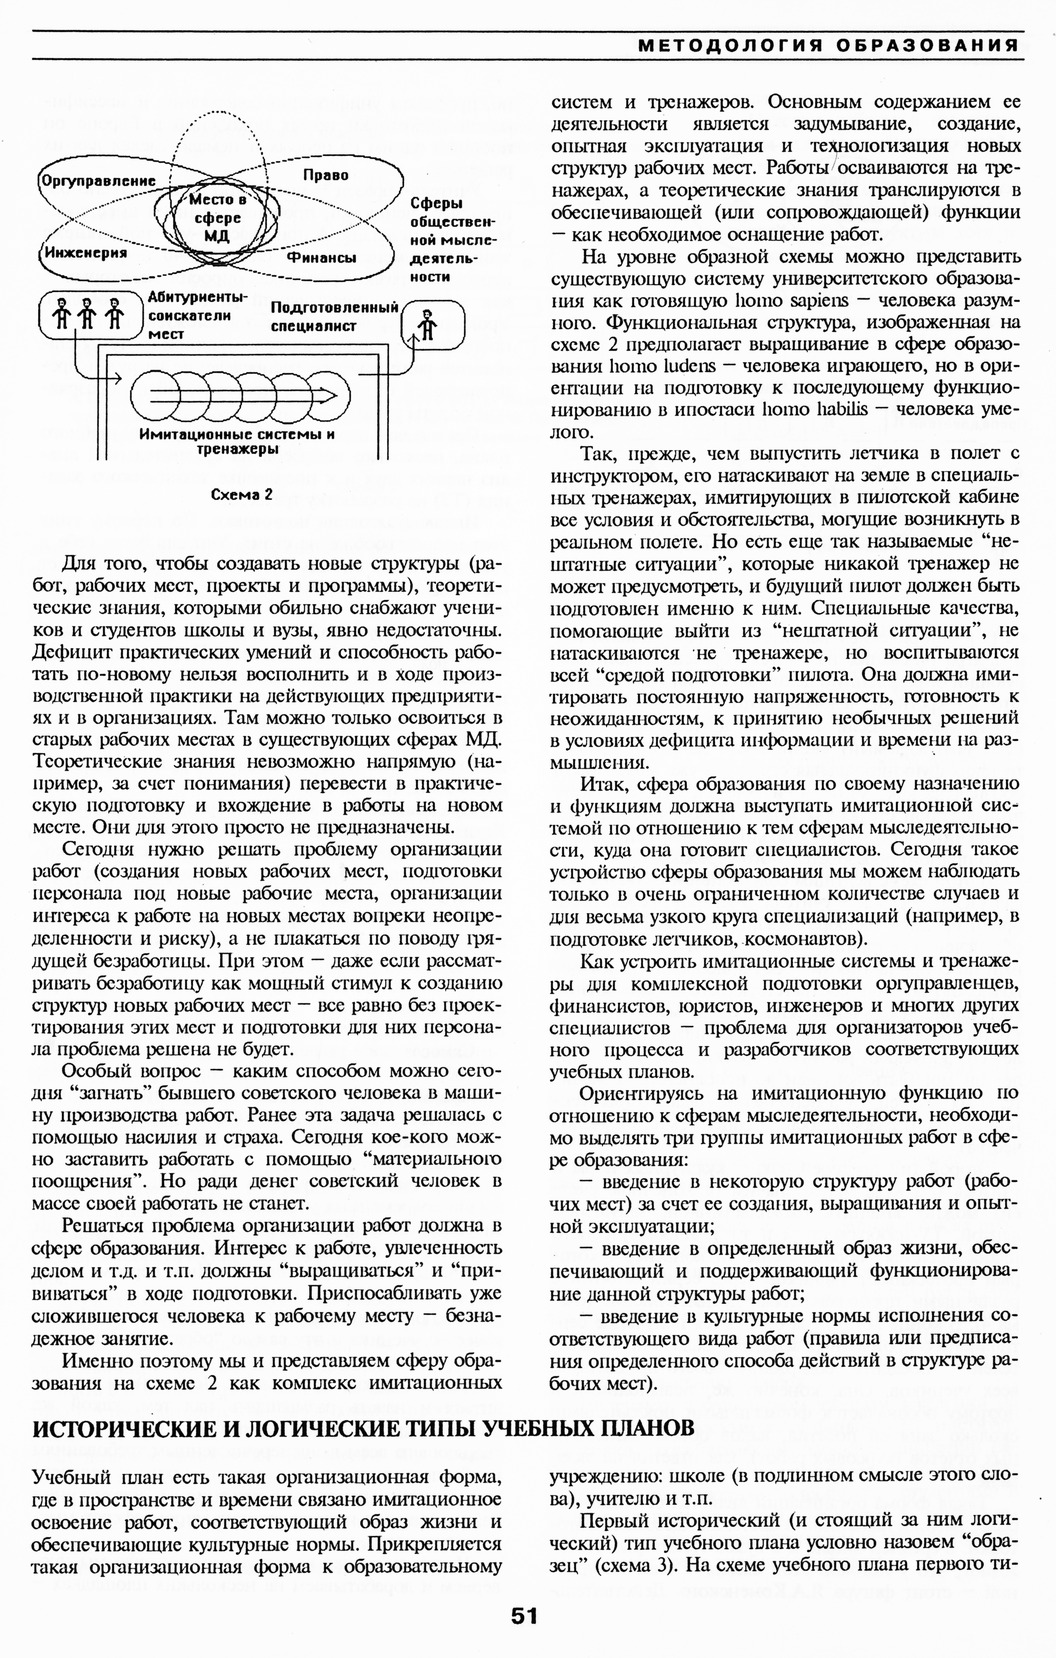 МЕТОДОЛОГИЯ ОБРАЗОВАНИЯ
Оргуправление
Право
Место в
сфере
МД
Инженерия
Финансы
Сферы
обществен-
ной мысле-
деятель-
ности
Абитуриенты-
соискатели
мест
Подготовленный
специалист
Имитационные системы и
тренажеры
Схема 2
Для того, чтобы создавать новые структуры (ра-
бот, рабочих мест, проекты и программы), теорети-
ческие знания, которыми обильно снабжают учени-
ков и студентов школы и вузы, явно недостаточны.
Дефицит практических умений и способность рабо-
тать по-новому нельзя восполнить и в ходе произ-
водственной практики на действующих предприяти-
ях и в организациях. Там можно только освоиться в
старых рабочих местах в существующих сферах МД.
Теоретические знания невозможно напрямую (на-
пример, за счет понимания) перевести в практиче-
скую подготовку и вхождение в работы на новом
месте. Они для этого просто не предназначены.
Сегодня нужно решать проблему организации
работ (создания новых рабочих мест, подготовки
персонала под новые рабочие места, организации
интереса к работе на новых местах вопреки неопре-
деленности и риску), а не плакаться по поводу гря-
дущей безработицы. При этом — даже если рассмат-
ривать безработицу как мощный стимул к созданию
структур новых рабочих мест — все равно без проек-
тирования этих мест и подготовки для них персона-
ла проблема решена не будет.
Особый вопрос — каким способом можно сего-
дня “загнать” бывшего советского человека в маши-
ну производства работ. Ранее эта задача решалась с
помощью насилия и страха. Сегодня кое-кого мож-
но заставить работать с помощью “материального
поощрения”. Но ради денег советский человек в
массе своей работать не станет.
Решаться проблема организации работ должна в
сфере образования. Интерес к работе, увлеченность
делом и т.д. и т.п. должны “выращиваться” и “при-
виваться” в ходе подготовки. Приспосабливать уже
сложившегося человека к рабочему месту — безна-
дежное занятие.
Именно поэтому мы и представляем сферу обра-
зования на схеме 2 как комплекс имитационных
систем и тренажеров. Основным содержанием ее
деятельности является задумывание, создание,
опытная эксплуатация и технологизация новых
структур рабочих мест. Работы осваиваются на тре-
нажерах, а теоретические знания транслируются в
обеспечивающей (или сопровождающей) функции
— как необходимое оснащение работ.
На уровне образной схемы можно представить
существующую систему университетского образова-
ния как готовящую homo sapiens — человека разум-
ного. Функциональная структура, изображенная на
схеме 2 предполагает выращивание в сфере образо-
вания homo ludens — человека играющего, но в ори-
ентации на подготовку к последующему функцио-
нированию в ипостаси homo habilis — человека уме-
лого.
Так, прежде, чем выпустить летчика в полет с
инструктором, его натаскивают на земле в специаль-
ных тренажерах, имитирующих в пилотской кабине
все условия и обстоятельства, могущие возникнуть в
реальном полете. Но есть еще так называемые “не-
штатные ситуации”, которые никакой тренажер не
может предусмотреть, и будущий пилот должен быть
подготовлен именно к ним. Специальные качества,
помогающие выйти из “нештатной ситуации”, не
натаскиваются не тренажере, но воспитываются
всей “средой подготовки” пилота. Она должна ими-
тировать постоянную напряженность, готовность к
неожиданностям, к принятию необычных решений
в условиях дефицита информации и времени на раз-
мышления.
Итак, сфера образования по своему назначению
и функциям должна выступать имитационной сис-
темой по отношению к тем сферам мыследеятельно-
сти, куда она готовит специалистов. Сегодня такое
устройство сферы образования мы можем наблюдать
только в очень ограниченном количестве случаев и
для весьма узкого круга специализаций (например, в
подготовке летчиков, космонавтов).
Как устроить имитационные системы и тренаже-
ры для комплексной подготовки оргуправленцев,
финансистов, юристов, инженеров и многих других
специалистов — проблема для организаторов учеб-
ного процесса и разработчиков соответствующих
учебных планов.
Ориентируясь на имитационную функцию по
отношению к сферам мыследеятельности, необходи-
мо выделять три группы имитационных работ в сфе-
ре образования:
— введение в некоторую структуру работ (рабо-
чих мест) за счет ее создания, выращивания и опыт-
ной эксплуатации;
— введение в определенный образ жизни, обес-
печивающий и поддерживающий функционирова-
ние данной структуры работ;
— введение в культурные нормы исполнения со-
ответствующего вида работ (правила или предписа-
ния определенного способа действий в структуре ра-
бочих мест).
ИСТОРИЧЕСКИЕ И ЛОГИЧЕСКИЕ ТИПЫ УЧЕБНЫХ ПЛАНОВ
Учебный план есть такая организационная форма,
где в пространстве и времени связано имитационное
освоение работ, соответствующий образ жизни и
обеспечивающие культурные нормы. Прикрепляется
такая организационная форма к образовательному
учреждению: школе (в подлинном смысле этого сло-
ва), учителю и т.п.
Первый исторический (и стоящий за ним логи-
ческий) тип учебного плана условно назовем “обра-
зец” (схема 3). На схеме учебного плана первого ти-
51